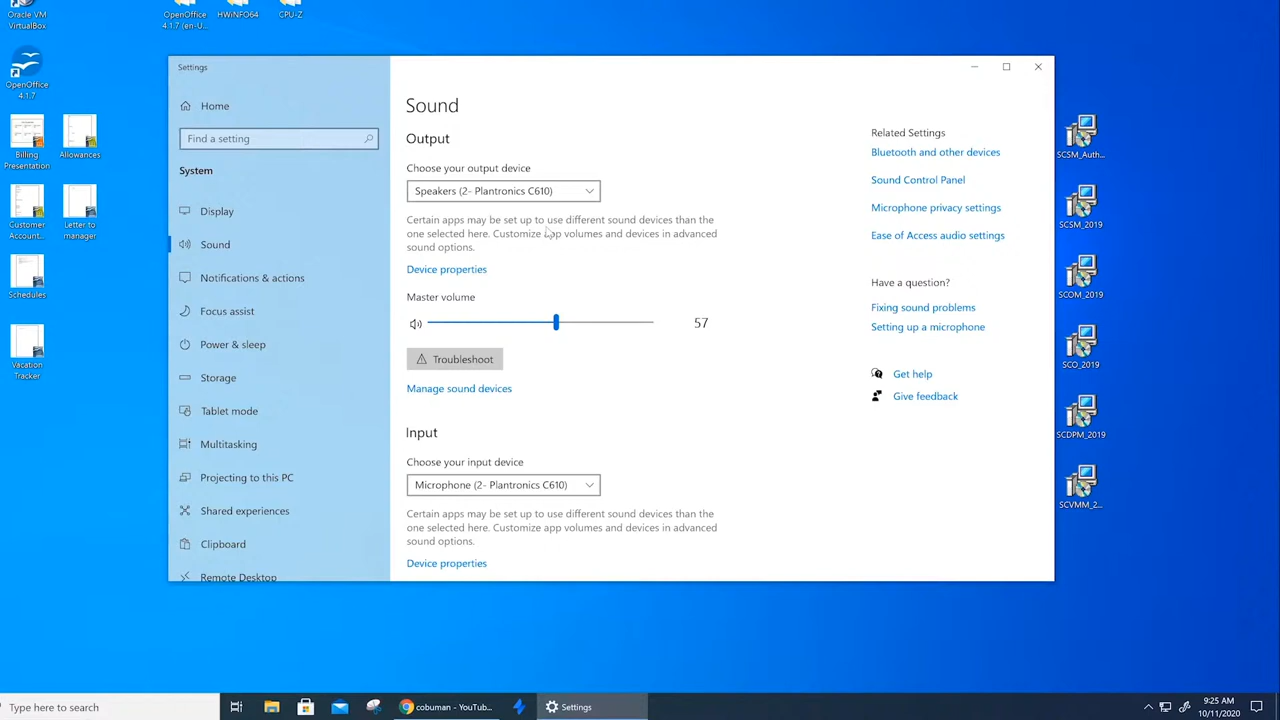 Oracle VM
VirtualBox
OpenOffice
4.1.7 (en-U...
HWiNFO64
CPU-Z
OpenOffice
4.1.7
Billing
Presentation
Allowances
Customer
Account...
Letter to
manager
Schedules
Vacation
Tracker
Settings
Home
Find a setting
System
Display
Sound
Notifications & actions
Focus assist
Power & sleep
Storage
Tablet mode
Multitasking
Projecting to this PC
Shared experiences
Clipboard
Remote Desktop
Sound
Output
Choose your output device
Speakers (2- Plantronics C610)
Certain apps may be set up to use different sound devices than the
one selected here. Customize app volumes and devices in advanced
sound options.
Device properties
Master volume
57
Troubleshoot
Manage sound devices
Input
Choose your input device
Microphone (2- Plantronics C610)
Certain apps may be set up to use different sound devices than the
one selected here. Customize app volumes and devices in advanced
sound options.
Device properties
Related Settings
Bluetooth and other devices
Sound Control Panel
Microphone privacy settings
Ease of Access audio settings
Have a question?
Fixing sound problems
Setting up a microphone
Get help
Give feedback
SCSM_Auth...
SCSM_2019
SCOM_2019
SCO_2019
SCDPM_2019
SCVMM_2...
Type here to search
cobuman - YouTub...
Settings
9:25 AM
10/11/2020